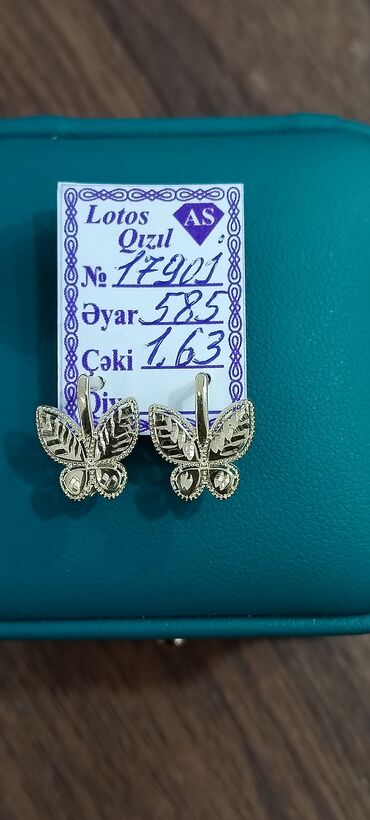 Lotos AS
Qızıl
№ 17901
Əyar 585
Çəki 1,63